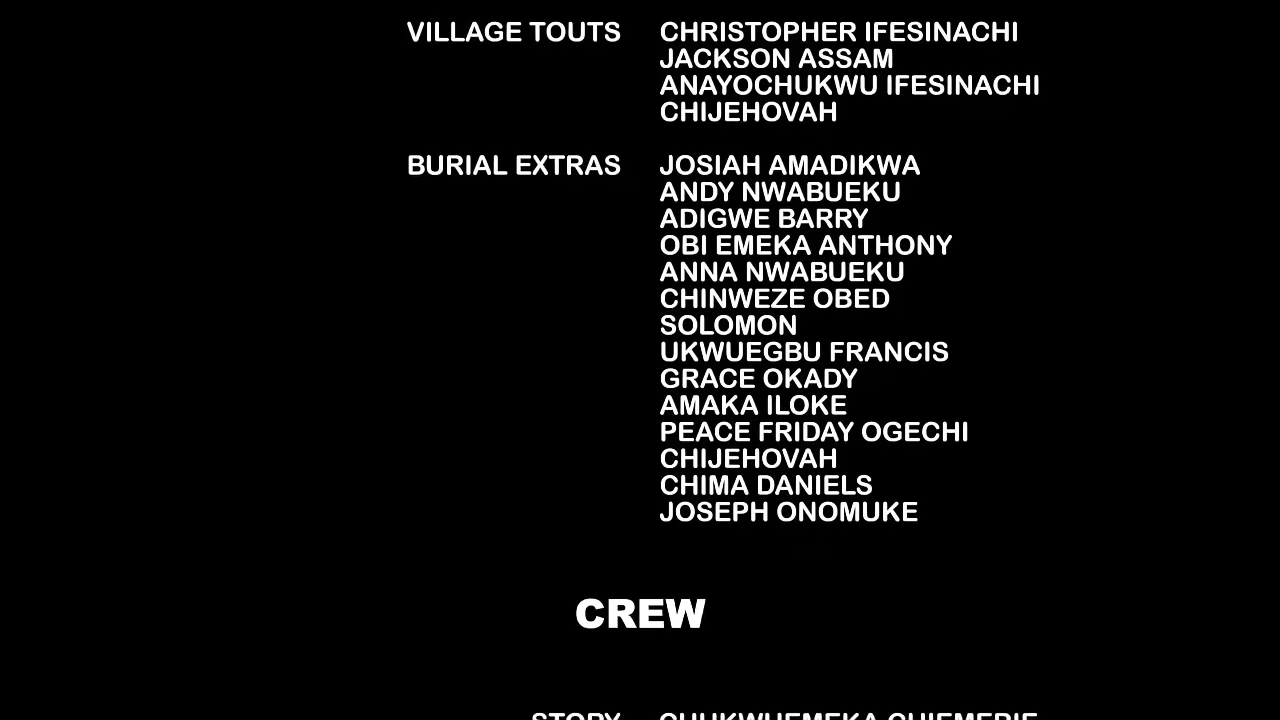 VILLAGE TOUTS CHRISTOPHER IFESINACHI
JACKSON ASSAM
ANAYOCHUKWU IFESINACHI
CHIJEHOVAH
BURIAL EXTRAS JOSIAH AMADIKWA
ANDY NWABUEKU
ADIGWE BARRY
OBI EMEKA ANTHONY
ANNA NWABUEKU
CHINWEZE OBED
SOLOMON
UKWUEGBU FRANCIS
GRACE OKADY
AMAKA ILOKE
PEACE FRIDAY OGECHI
CHIJEHOVAH
CHIMA DANIELS
JOSEPH ONOMUKE
CREW
STORY